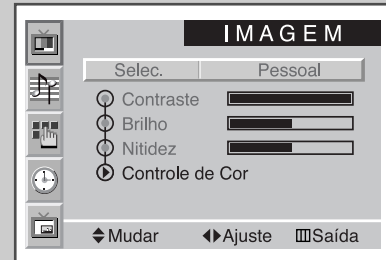 IMAGEM
Selec. Pessoal
Contraste
Brilho
Nitidez
Controle de Cor
Mudar Ajuste Saída